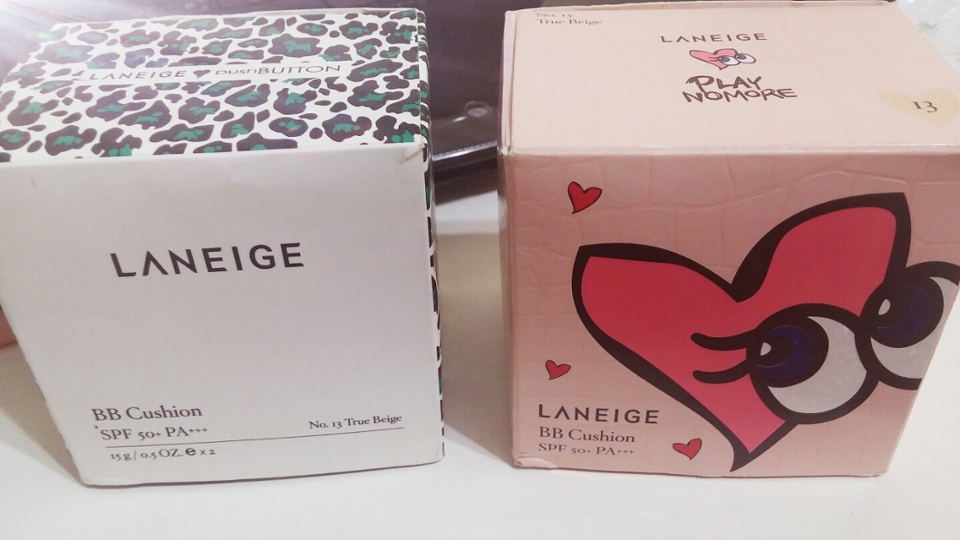 LANEIGE pushBUTTON
LANEIGE
BB Cushion
*SPF 50+ PA+++
No. 13 True Beige
15 g / 0.5 OZ. e x 2
No. 13
True Beige
LANEIGE
PLAY
NOMORE
13
LANEIGE
BB Cushion
SPF 50+ PA+++